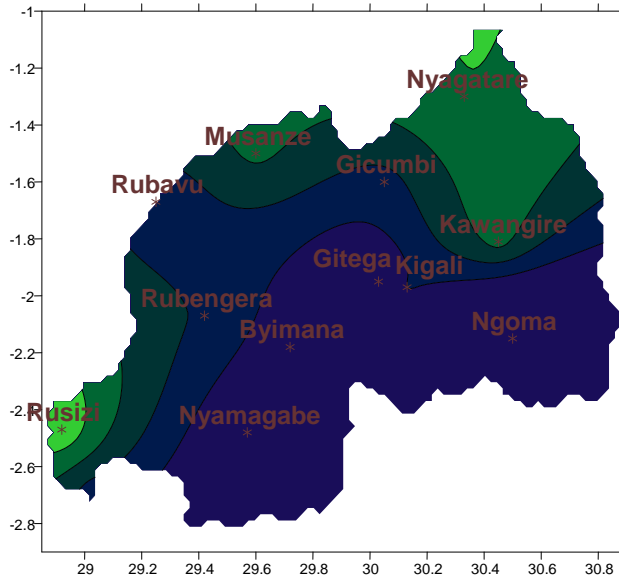 -1
-1.2
-1.4
-1.6
-1.8
-2
-2.2
-2.4
-2.6
-2.8
Nyagatare
Musanze
Gicumbi
Rubavu
Kawangire
Gitega
Kigali
Rubengera
Byimana
Ngoma
Rusizi
Nyamagabe
29 29.2 29.4 29.6 29.8 30 30.2 30.4 30.6 30.8